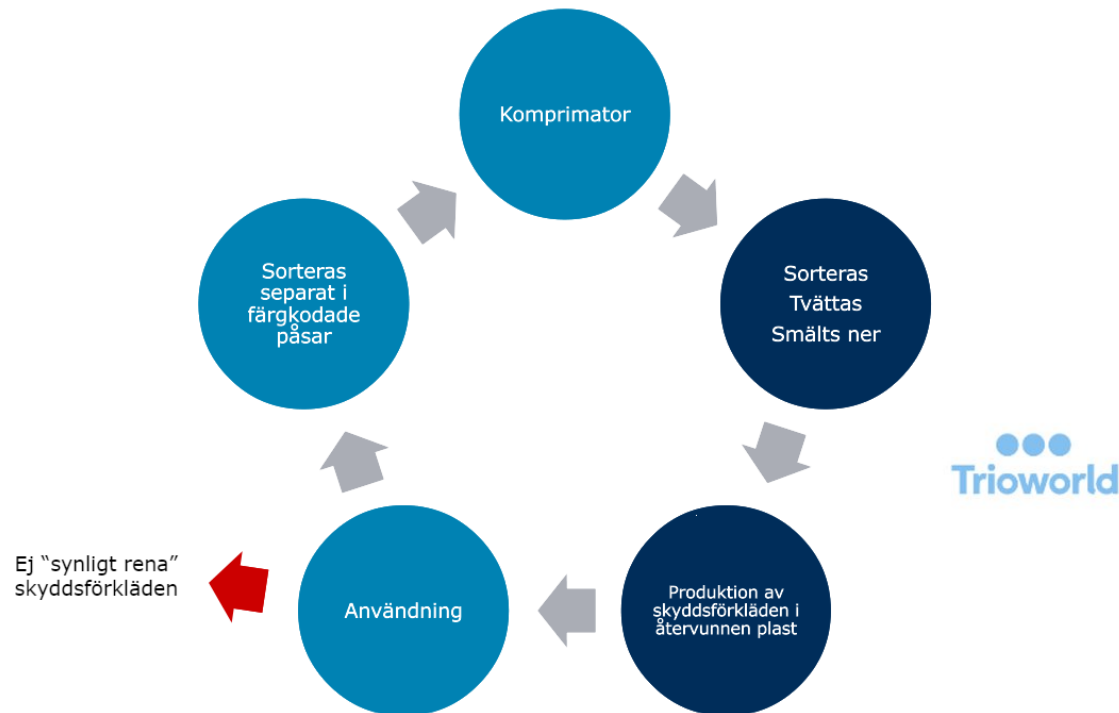 Komprimator
Sorteras
separat i
färgkodade
påsar
Sorteras
Tvättas
Smälts ner
Trioworld
Ej “synligt rena”
skyddsförkläden
Användning
Produktion av
skyddsförkläden i
återvunnen plast